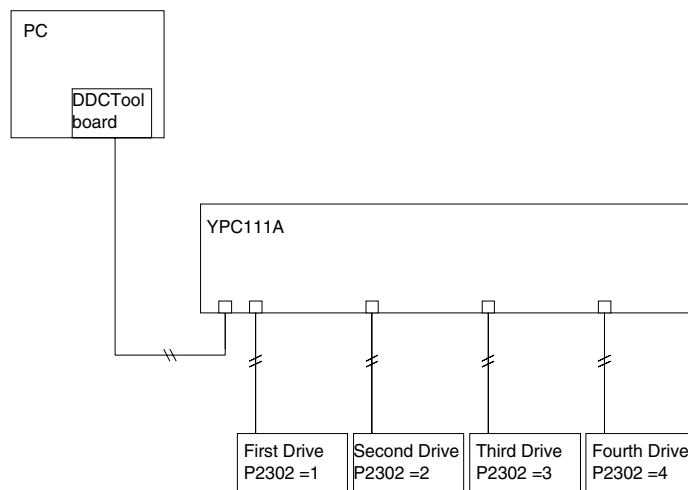 PC
DDCTool
board
YPC111A
First Drive
P2302 =1
Second Drive
P2302 =2
Third Drive
P2302 =3
Fourth Drive
P2302 =4